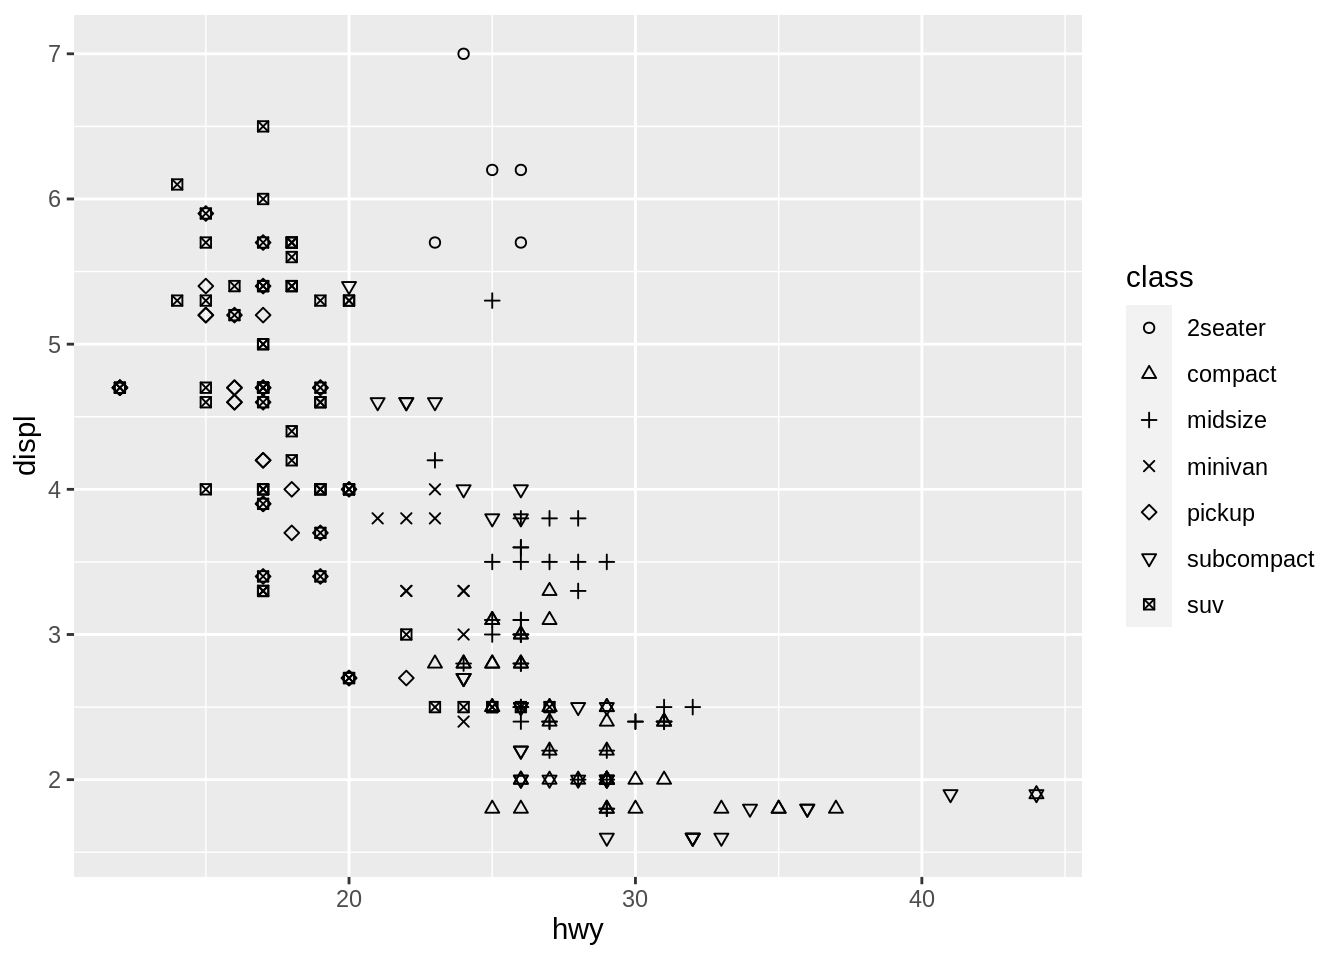 7
6
5
4
3
2
displ
20
30
40
hwy
class
2seater
compact
midsize
minivan
pickup
subcompact
suv